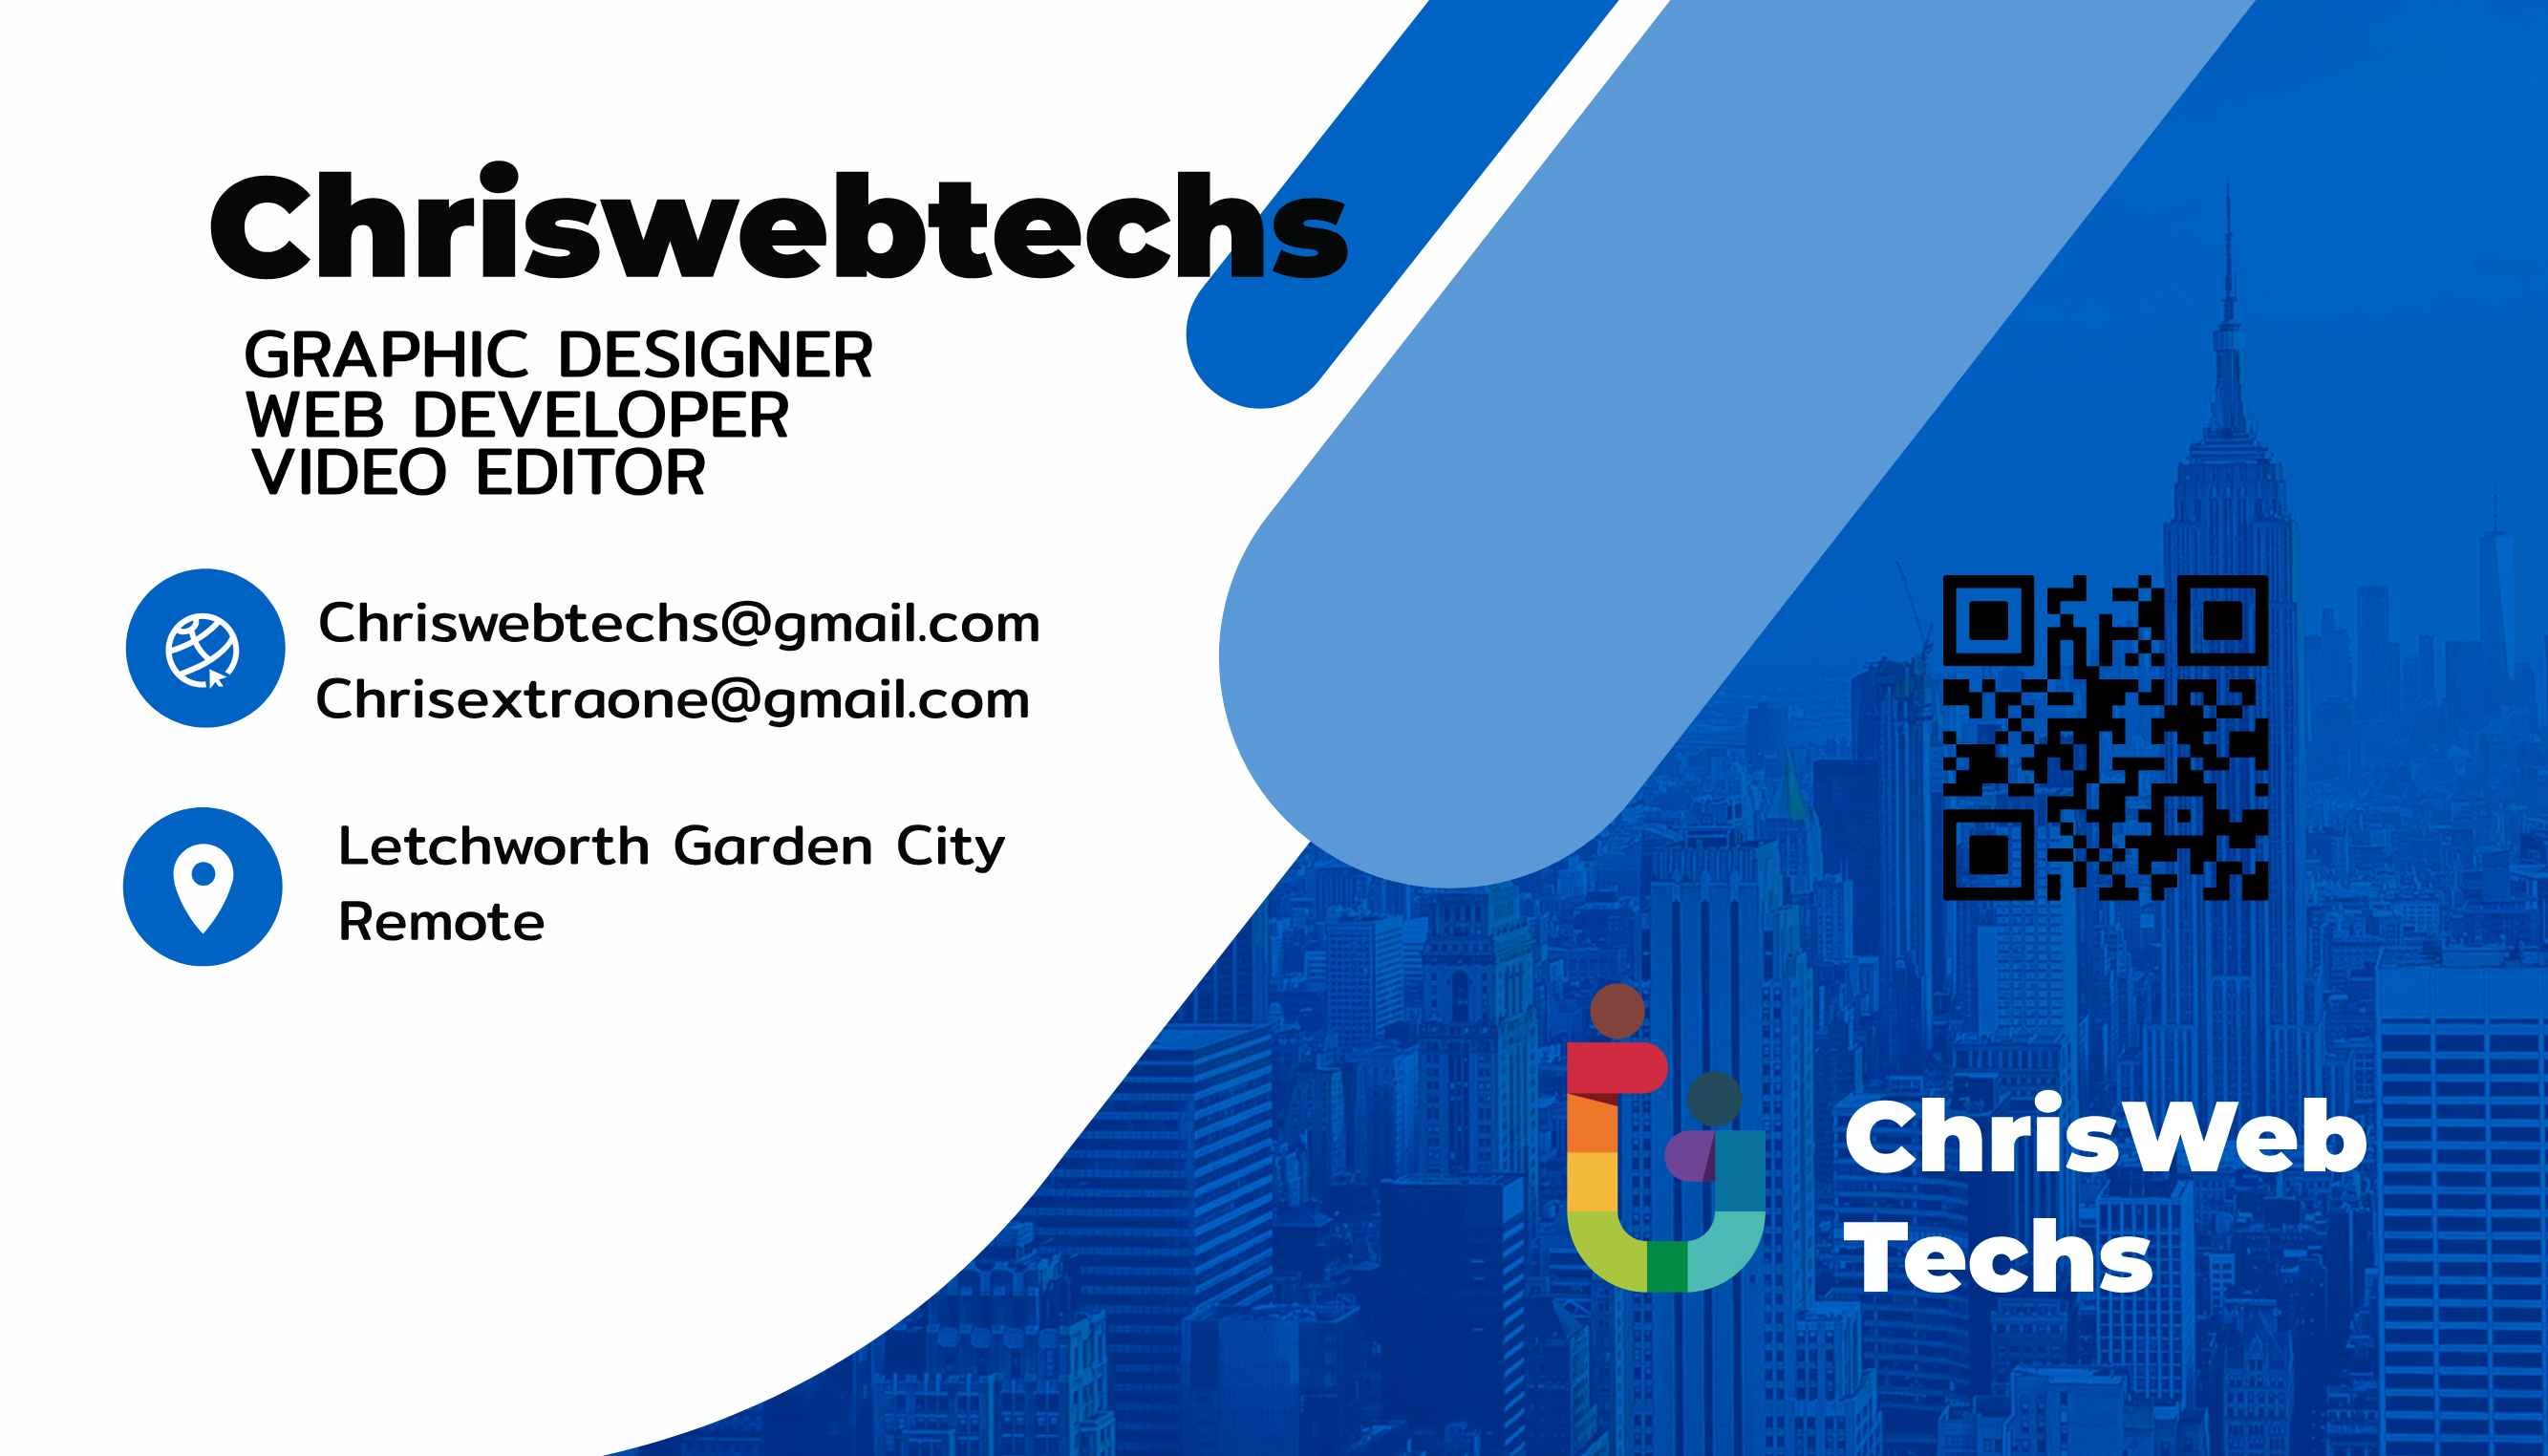 Chriswebtechs
GRAPHIC DESIGNER
WEB DEVELOPER
VIDEO EDITOR
Chriswebtechs@gmail.com
Chrisextraone@gmail.com
Letchworth Garden City
Remote
ChrisWeb
Techs